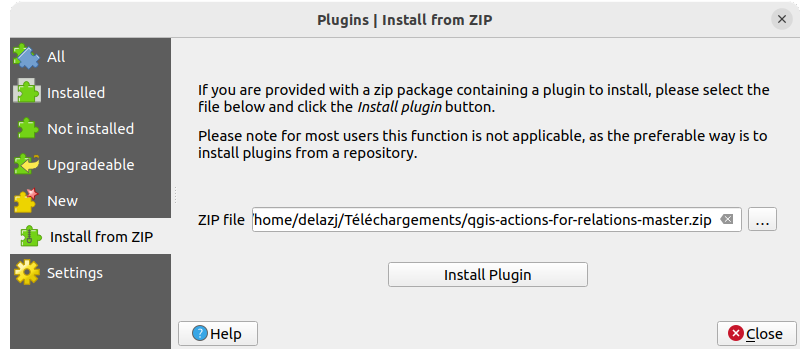 Plugins | Install from ZIP
All
Installed
Not installed
Upgradeable
New
Install from ZIP
Settings
If you are provided with a zip package containing a plugin to install, please select the
file below and click the Install plugin button.
Please note for most users this function is not applicable, as the preferable way is to
install plugins from a repository.
ZIP file /home/delazj/Téléchargements/qgis-actions-for-relations-master.zip ...
Install Plugin
Help
Close